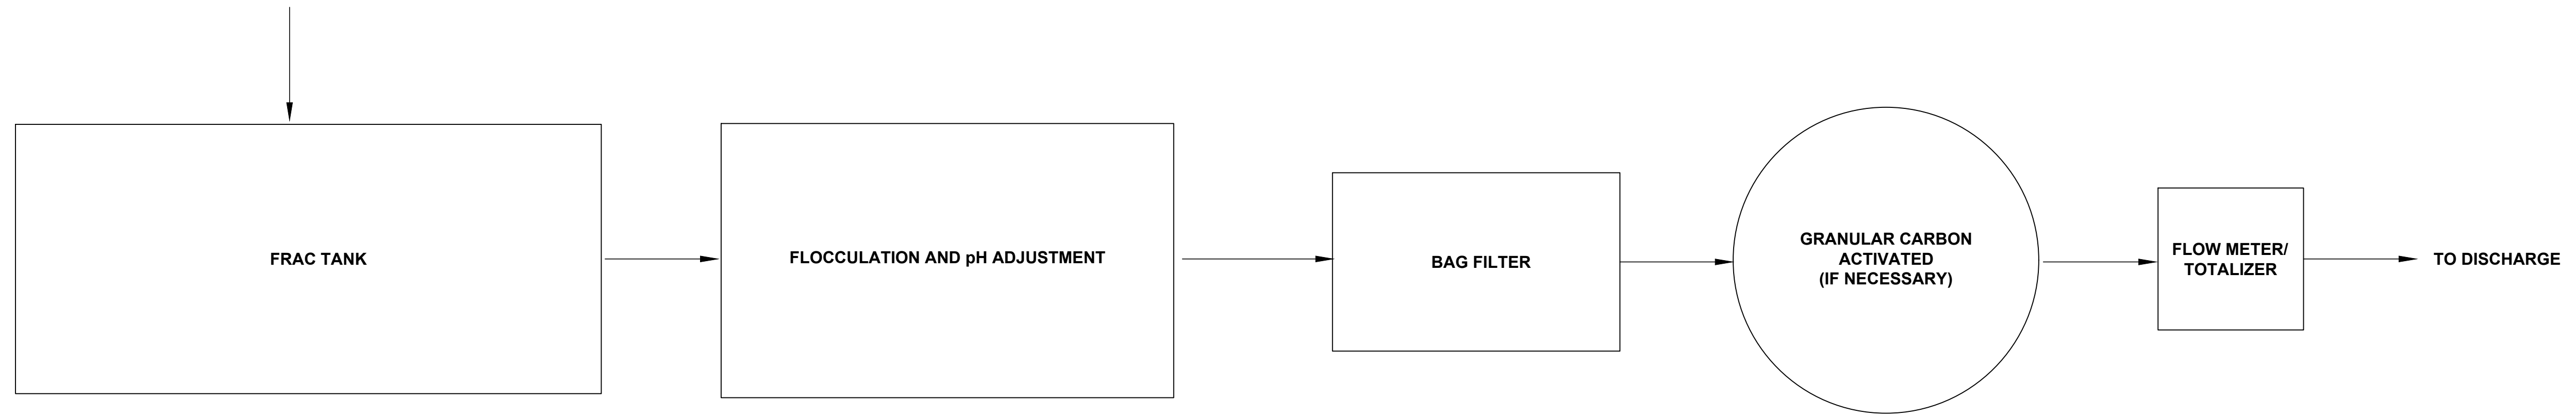 FRAC TANK
FLOCCULATION AND pH ADJUSTMENT
BAG FILTER
GRANULAR CARBON
ACTIVATED
(IF NECESSARY)
FLOW METER/
TOTALIZER
TO DISCHARGE